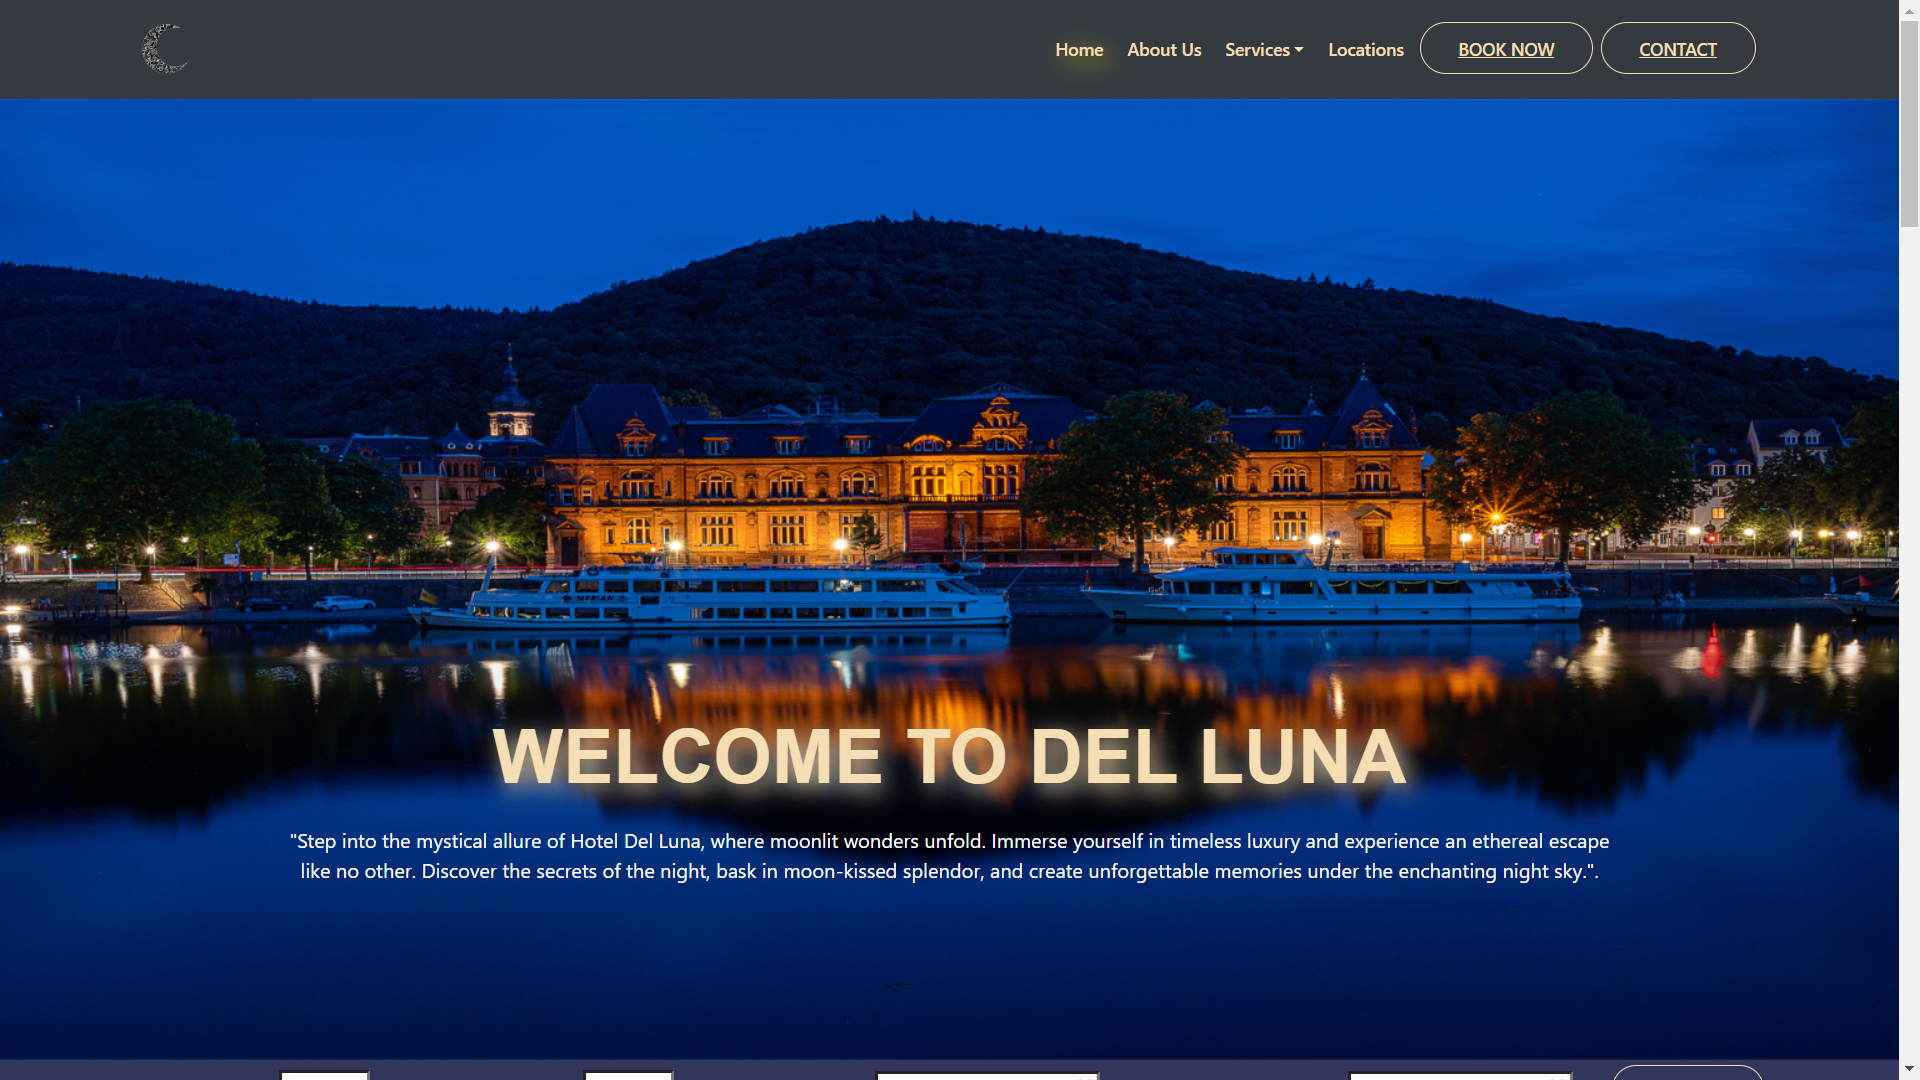 Home About Us Services Locations BOOK NOW CONTACT
WELCOME TO DEL LUNA
"Step into the mystical allure of Hotel Del Luna, where moonlit wonders unfold. Immerse yourself in timeless luxury and experience an ethereal escape
like no other. Discover the secrets of the night, bask in moon-kissed splendor, and create unforgettable memories under the enchanting night sky.".